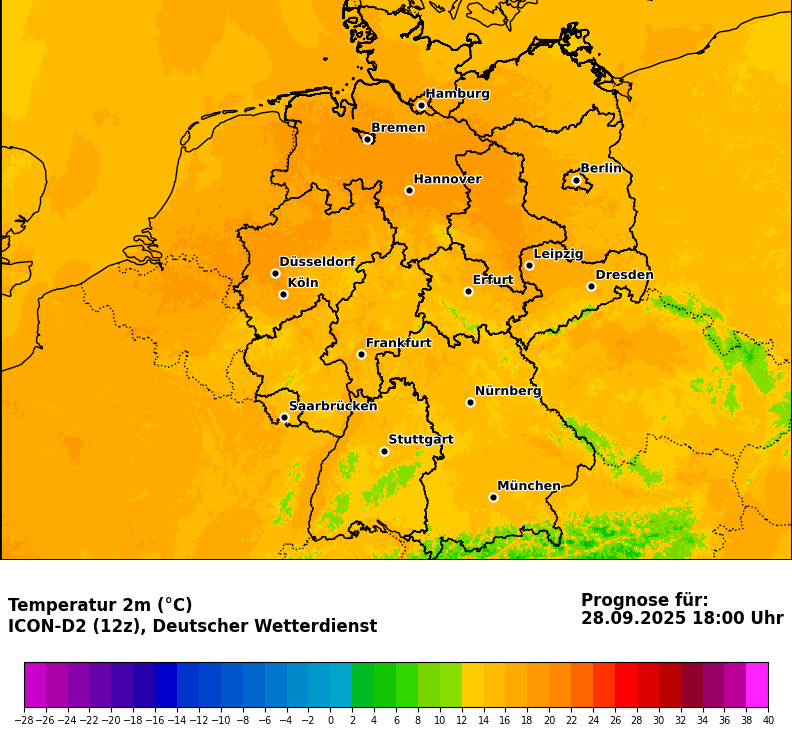 Hamburg
Bremen
Berlin
Hannover
Leipzig
Düsseldorf
Dresden
Köln
Erfurt
Frankfurt
Nürnberg
Saarbrücken
Stuttgart
München
Temperatur 2m (°C)
ICON-D2 (12z), Deutscher Wetterdienst
Prognose für:
28.09.2025 18:00 Uhr
−28 −26 −24 −22 −20 −18 −16 −14 −12 −10 −8 −6 −4 −2 0 2 4 6 8 10 12 14 16 18 20 22 24 26 28 30 32 34 36 38 40